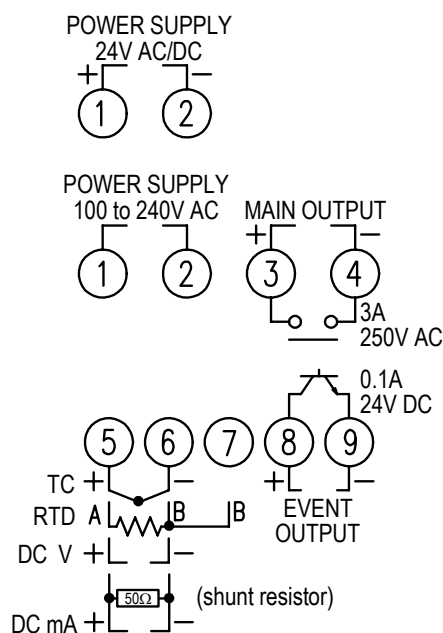 POWER SUPPLY
24V AC/DC
+ −
1 2
POWER SUPPLY
100 to 240V AC
MAIN OUTPUT
+ −
1 2 3 4
3A
250V AC
0.1A
24V DC
5 6 7 8 9
TC + −
+ −
EVENT
OUTPUT
RTD A B B
DC V + −
50Ω (shunt resistor)
DC mA + −